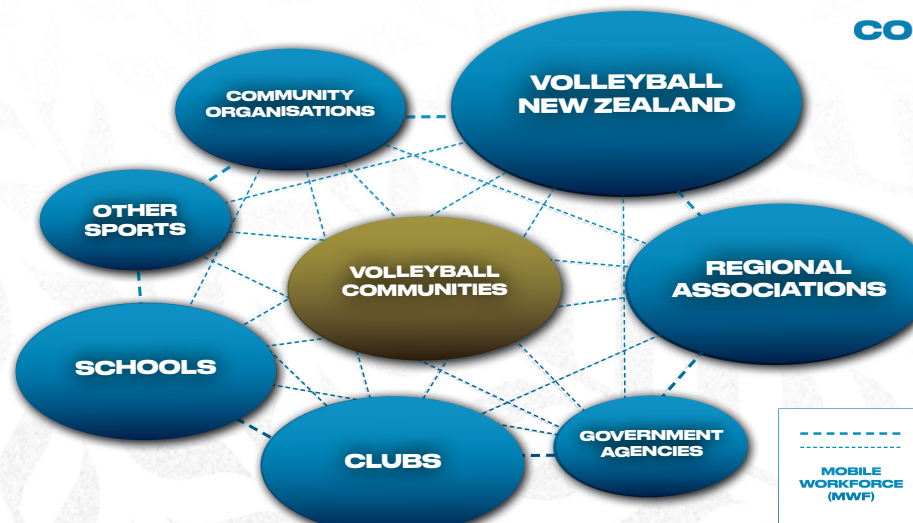 CO
COMMUNITY
ORGANISATIONS
VOLLEYBALL
NEW ZEALAND
OTHER
SPORTS
VOLLEYBALL
COMMUNITIES
REGIONAL
ASSOCIATIONS
SCHOOLS
CLUBS
GOVERNMENT
AGENCIES
MOBILE
WORKFORCE
(MWF)